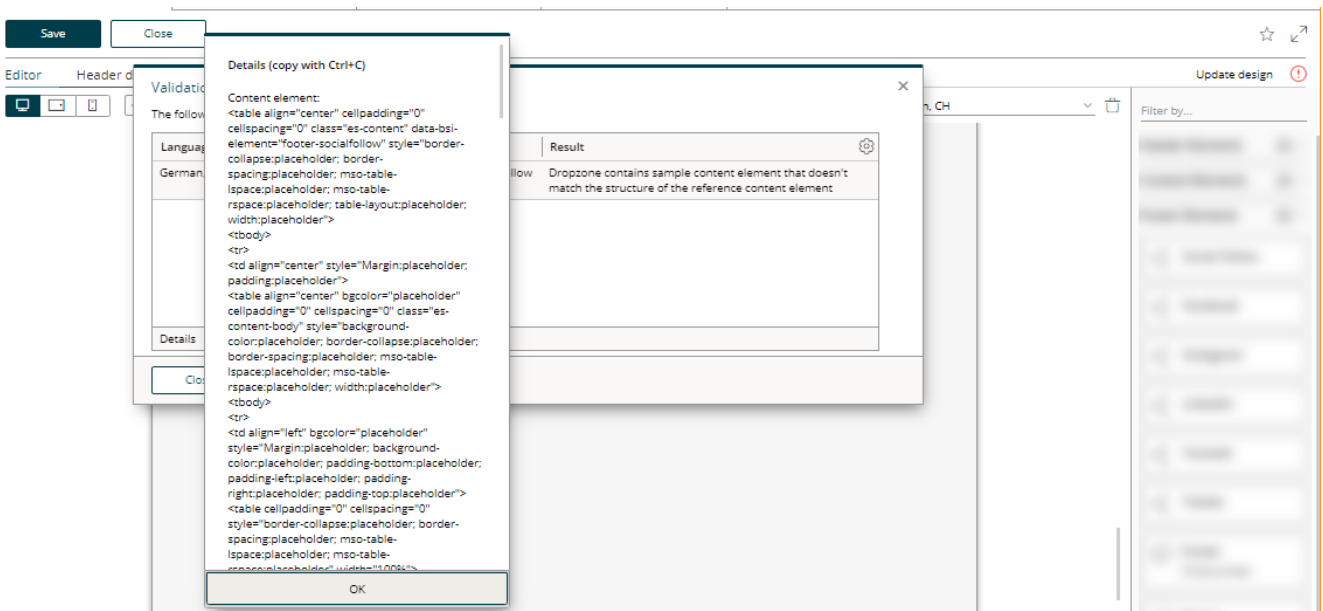 Save
Close
Editor
Header d
Update design
Validatio
The follow
n, CH
Filter by...
Languag
Result
German,
llow
Dropzone contains sample content element that doesn't
match the structure of the reference content element
Details
Clos
Details (copy with Ctrl+C)
Content element:
<table align="center" cellpadding="0"
cellspacing="0" class="es-content" data-bsi-
element="footer-socialfollow" style="border-
collapse:placeholder; border-
spacing:placeholder; mso-table-
lspace:placeholder; mso-table-
rspace:placeholder; table-layout:placeholder;
width:placeholder">
<tbody>
<tr>
<td align="center" style="Margin:placeholder;
padding:placeholder">
<table align="center" bgcolor="placeholder"
cellpadding="0" cellspacing="0" class="es-
content-body" style="background-
color:placeholder; border-collapse:placeholder;
border-spacing:placeholder; mso-table-
lspace:placeholder; mso-table-
rspace:placeholder; width:placeholder">
<tbody>
<tr>
<td align="left" bgcolor="placeholder"
style="Margin:placeholder; background-
color:placeholder; padding-bottom:placeholder;
padding-left:placeholder; padding-
right:placeholder; padding-top:placeholder">
<table cellpadding="0" cellspacing="0"
style="border-collapse:placeholder; border-
spacing:placeholder; mso-table-
lspace:placeholder; mso-table-
rspace:placeholder" width="100%">
OK